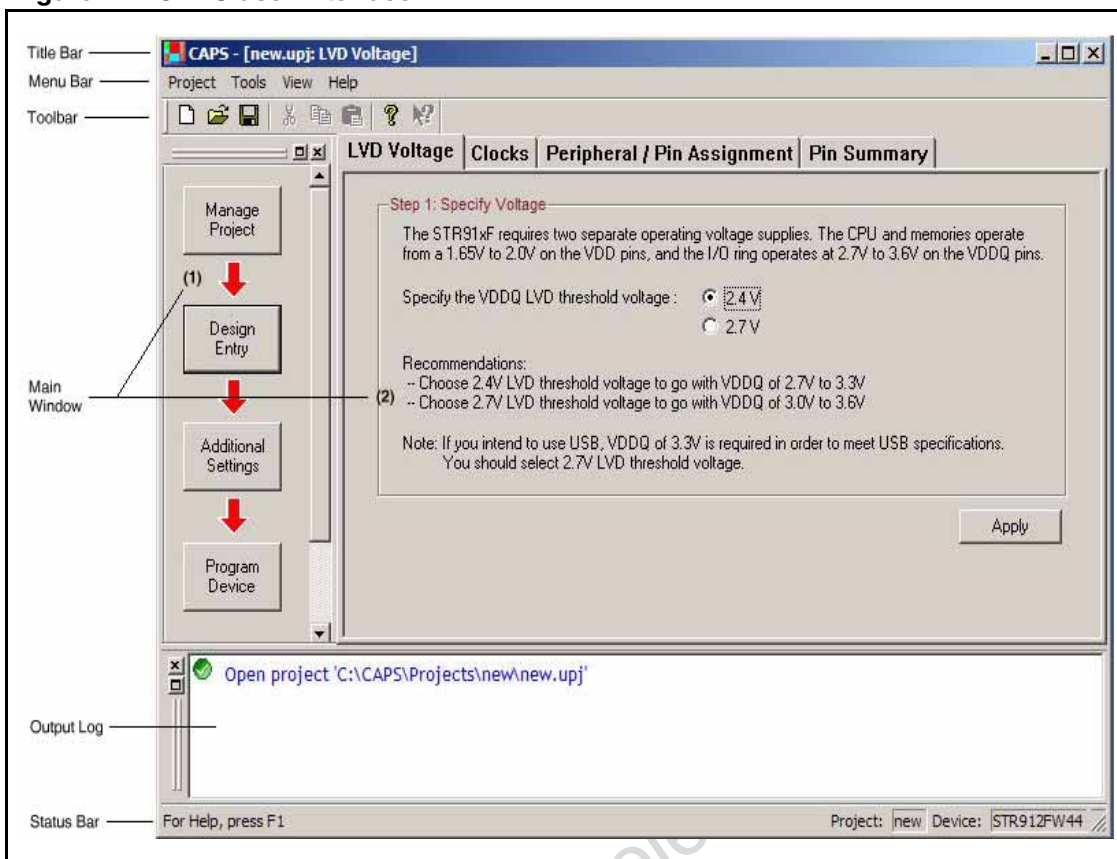 Title Bar
CAPS - [new.upj: LVD Voltage]
Menu Bar
Project Tools View Help
Toolbar
LVD Voltage Clocks Peripheral / Pin Assignment Pin Summary
Manage
Project
(1)
Design
Entry
Main
Window
Additional
Settings
Program
Device
Step 1: Specify Voltage
The STR91xF requires two separate operating voltage supplies. The CPU and memories operate
from a 1.65V to 2.0V on the VDD pins, and the I/O ring operates at 2.7V to 3.6V on the VDDQ pins.
Specify the VDDQ LVD threshold voltage :
2.4 V
2.7 V
Recommendations:
(2)
-- Choose 2.4V LVD threshold voltage to go with VDDQ of 2.7V to 3.3V
-- Choose 2.7V LVD threshold voltage to go with VDDQ of 3.0V to 3.6V
Note: If you intend to use USB, VDDQ of 3.3V is required in order to meet USB specifications.
You should select 2.7V LVD threshold voltage.
Apply
Open project 'C:\CAPS\Projects\new\new.upj'
Output Log
Status Bar
For Help, press F1
Project: new Device: STR912FW44